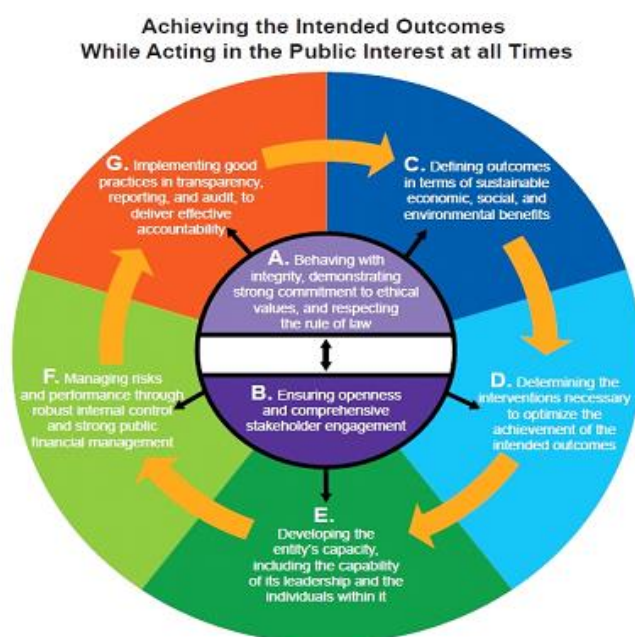 Achieving the Intended Outcomes
While Acting in the Public Interest at all Times
G. Implementing good
practices in transparency,
reporting, and audit, to
deliver effective
accountability
C. Defining outcomes
in terms of sustainable
economic, social, and
environmental benefits
A. Behaving with
integrity, demonstrating
strong commitment to ethical
values, and respecting
the rule of law
B. Ensuring openness
and comprehensive
stakeholder engagement
F. Managing risks
and performance through
robust internal control
and strong public
financial management
D. Determining the
interventions necessary
to optimize the
achievement of the
intended outcomes
E.
Developing the
entity's capacity,
including the capability
of its leadership and the
individuals within it